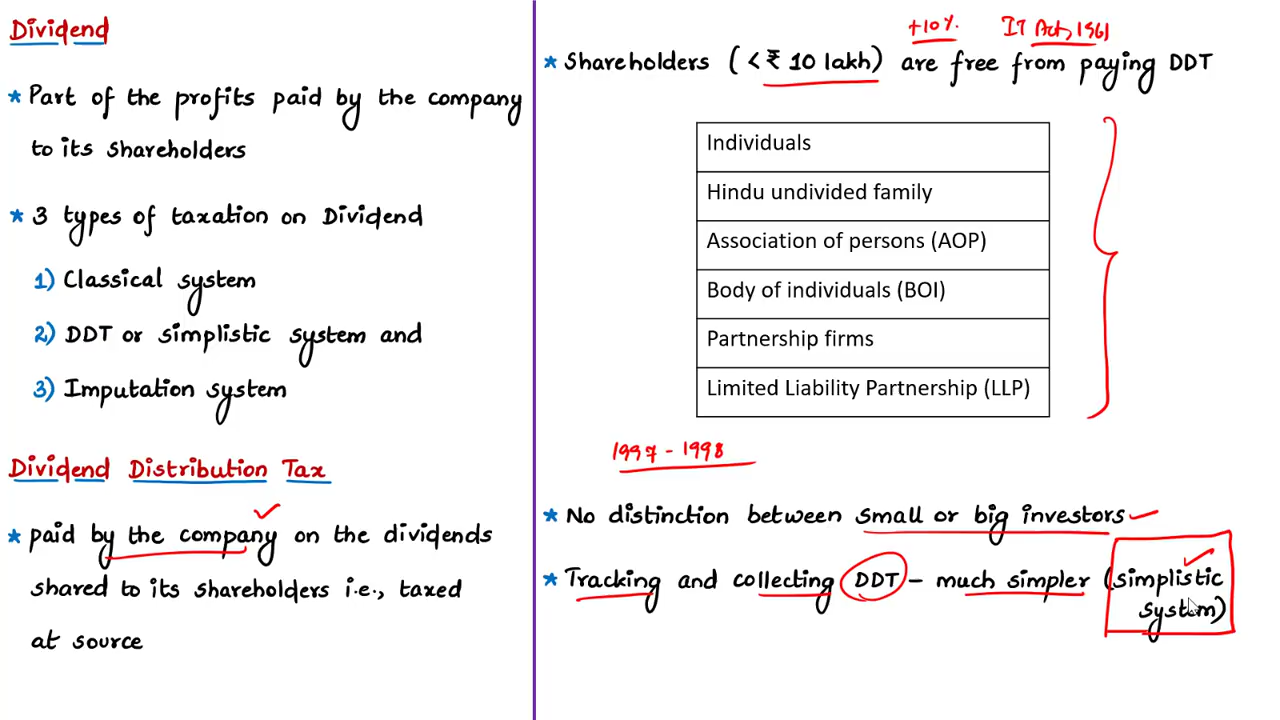 Dividend
* Part of the profits paid by the company
to its shareholders
* 3 types of taxation on Dividend
1) Classical system
2) DDT or simplistic system and
3) Imputation system
Dividend Distribution Tax
* paid by the company on the dividends
shared to its shareholders i.e., taxed
at source
+10%. IT Act, 1961
* Shareholders (<₹ 10 lakh) are free from paying DDT
Individuals
Hindu undivided family
Association of persons (AOP)
Body of individuals (BOI)
Partnership firms
Limited Liability Partnership (LLP)
1997 - 1998
* No distinction between small or big investors
* Tracking and collecting DDT - much simpler (simplistic
system)